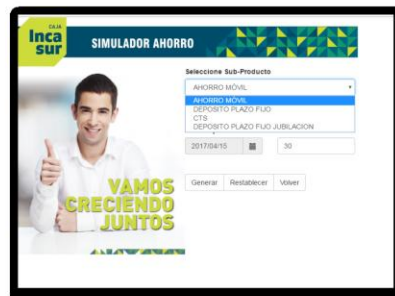 CAJA
Inca
sur
SIMULADOR AHORRO
Seleccione Sub-Producto
AHORRO MÓVIL
AHORRO MÓVIL
DEPOSITO PLAZO FIJO
CTS
DEPOSITO PLAZO FIJO JUBILACION
2017/04/15
30
Generar
Restablecer
Volver
VAMOS
CRECIENDO
JUNTOS